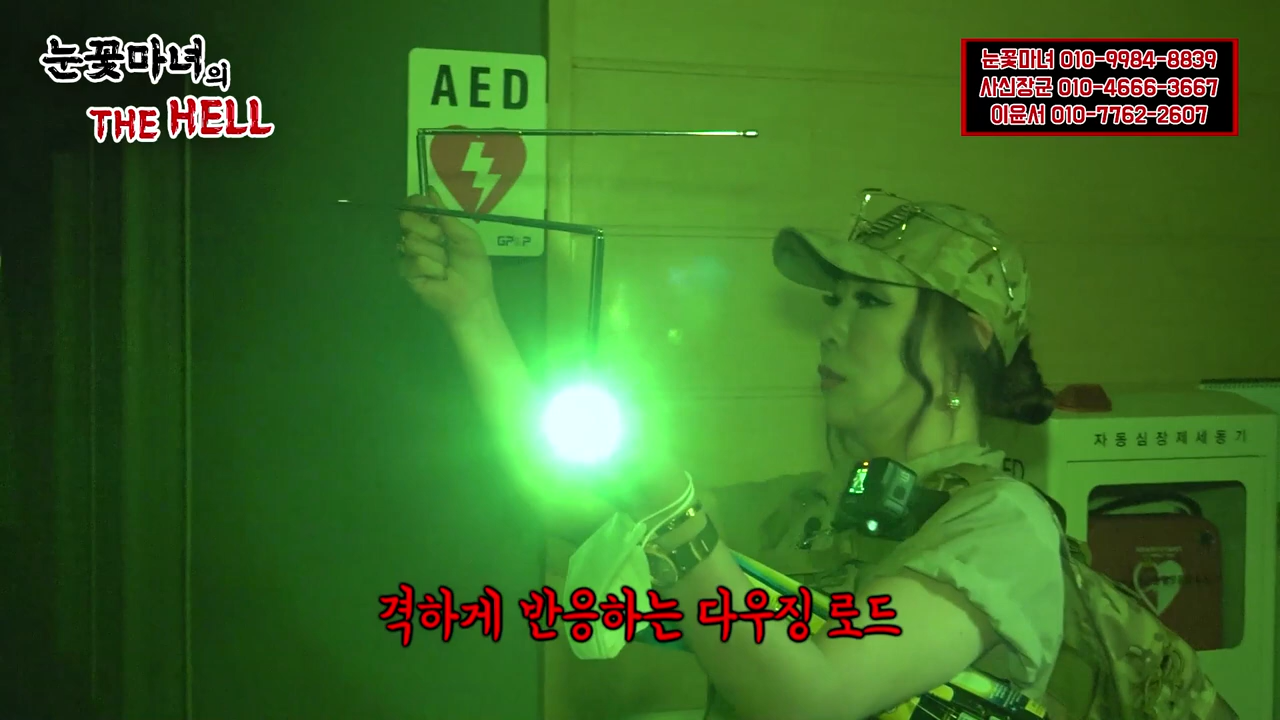 눈꽃마녀의
THE HELL
눈꽃마녀 010-9984-8839
사신장군 010-4666-3667
이윤서 010-7762-2607
AED
자동심장제세동기
격하게 반응하는 다우징 로드